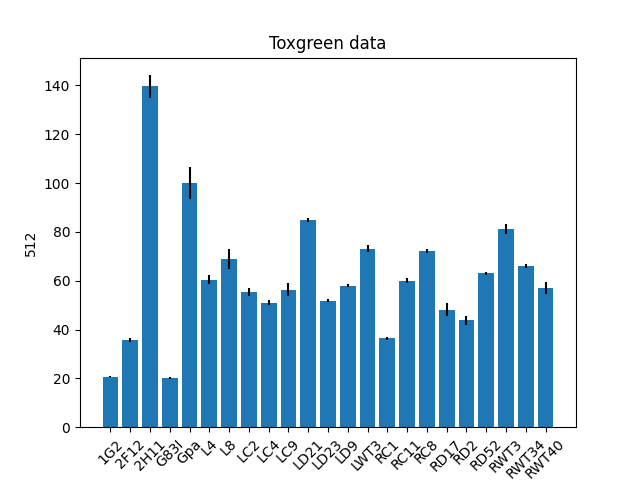 Toxgreen data
512
140
120
100
80
60
40
20
0
1G2
2F12
2H11
G83I
Gpa
L4
L8
LC2
LC4
LC9
LD21
LD23
LD9
LWT3
RC1
RC11
RC8
RD17
RD2
RD52
RWT3
RWT34
RWT40